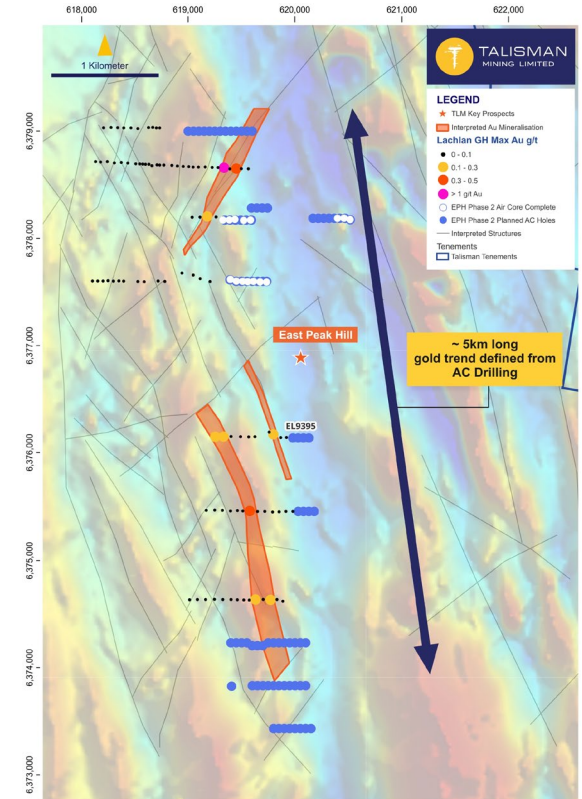 618,000
619,000
620,000
621,000
622,000
1 Kilometer
TALISMAN
MINING LIMITED
LEGEND
TLM Key Prospects
Interpreted Au Mineralisation
Lachlan GH Max Au g/t
0 - 0.1
0.1 - 0.3
0.3 - 0.5
> 1 g/t Au
EPH Phase 2 Air Core Complete
EPH Phase 2 Planned AC Holes
Interpreted Structures
Tenements
Talisman Tenements
6,379,000
6,378,000
6,377,000
6,376,000
6,375,000
6,374,000
6,373,000
East Peak Hill
~ 5km long
gold trend defined from
AC Drilling
EL9395